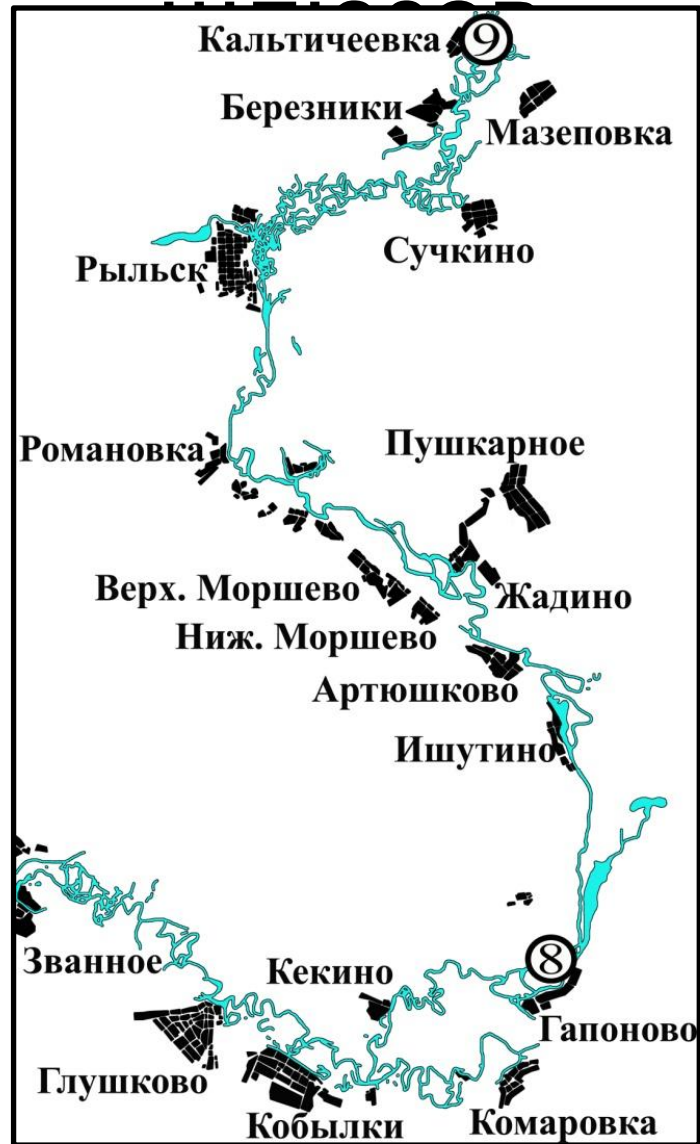 Кальтичеевка
9
Березники
Мазеповка
Сучкино
Рыльск
Романовка
Пушкарное
Верх. Моршево
Жадино
Ниж. Моршево
Артюшково
Ишутино
Званное
Кекино
8
Гапоново
Глушково
Кобылки
Комаровка